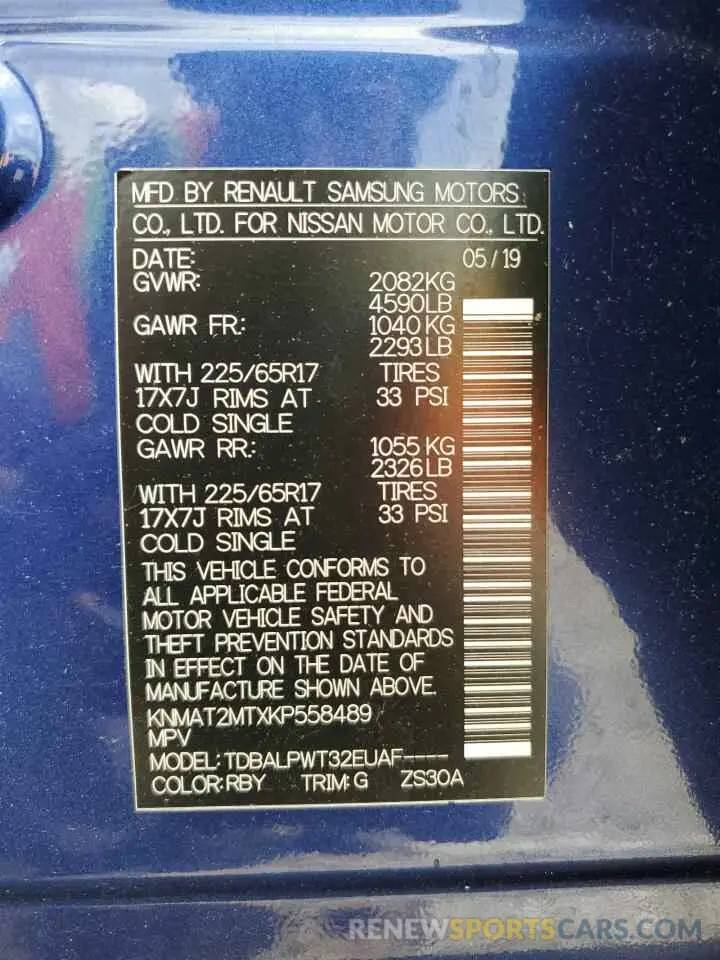 MFD BY RENAULT SAMSUNG MOTORS
CO., LTD. FOR NISSAN MOTOR CO., LTD.
DATE: 05/19
GVWR: 2082KG
4590LB
GAWR FR: 1040KG
2293LB
WITH 225/65R17 TIRES
17X7J RIMS AT 33 PSI
COLD SINGLE
GAWR RR: 1055KG
2326LB
WITH 225/65R17 TIRES
17X7J RIMS AT 33 PSI
COLD SINGLE
THIS VEHICLE CONFORMS TO
ALL APPLICABLE FEDERAL
MOTOR VEHICLE SAFETY AND
THEFT PREVENTION STANDARDS
IN EFFECT ON THE DATE OF
MANUFACTURE SHOWN ABOVE.
KNMAT2MTXKP558489
MPV
MODEL: TDBALPWT32EUAF----
COLOR:RBY TRIM:G ZS30A
RENEWSPORTSCARS.COM